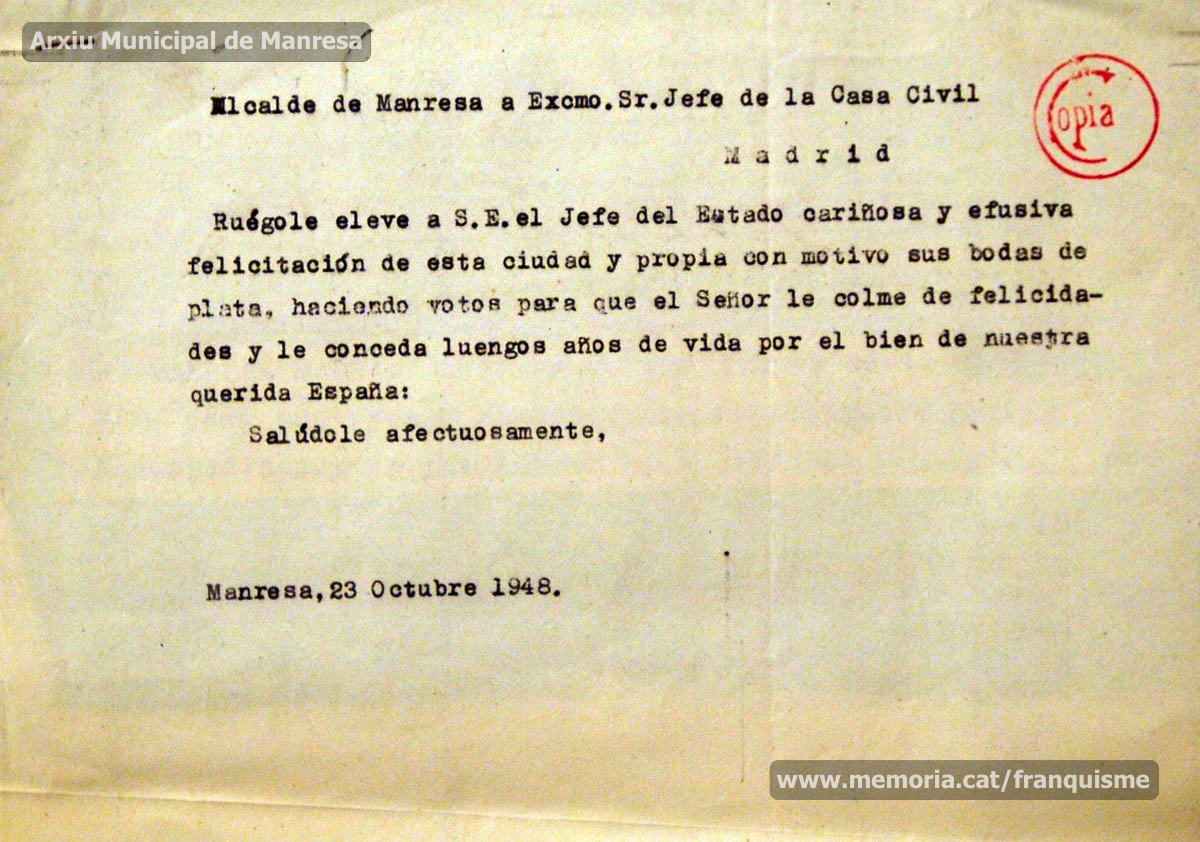 Arxiu Municipal de Manresa
Alcalde de Manresa a Excmo.Sr.Jefe de la Casa Civil
Copia
Madrid
Ruégole eleve a S.E.el Jefe del Estado cariñosa y efusiva
felicitación de esta ciudad y propia con motivo sus bodas de
plata, haciendo votos para que el Señor le colme de felicida-
des y le conceda luengos años de vida por el bien de nuestra
querida España:
Salúdole afectuosamente,
Manresa,23 Octubre 1948.
www.memoria.cat/franquisme